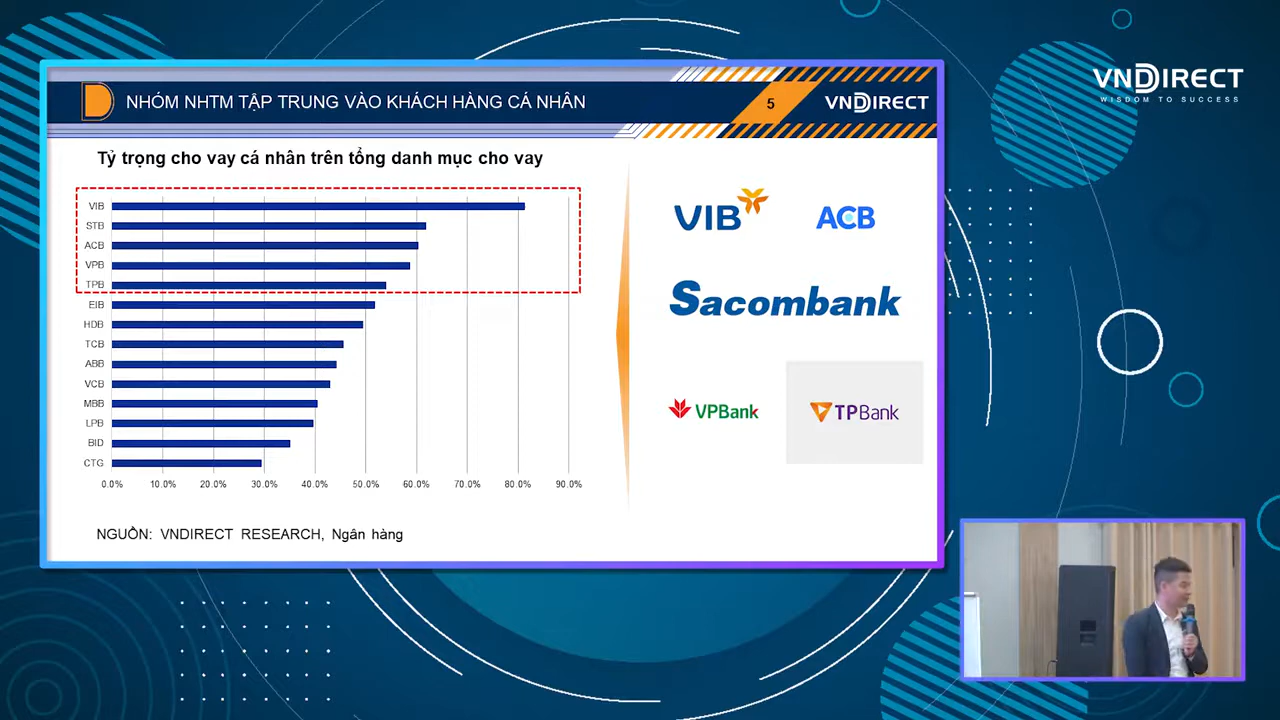 NHÓM NHTM TẬP TRUNG VÀO KHÁCH HÀNG CÁ NHÂN
5
VNDIRECT
VNDIRECT
WISDOM TO SUCCESS
Tỷ trọng cho vay cá nhân trên tổng danh mục cho vay
VIB
STB
ACB
VPB
TPB
EIB
HDB
TCB
ABB
VCB
MBB
LPB
BID
CTG
0.0% 10.0% 20.0% 30.0% 40.0% 50.0% 60.0% 70.0% 80.0% 90.0%
VIB
ACB
Sacombank
VPBank
TPBank
NGUỒN: VNDIRECT RESEARCH, Ngân hàng